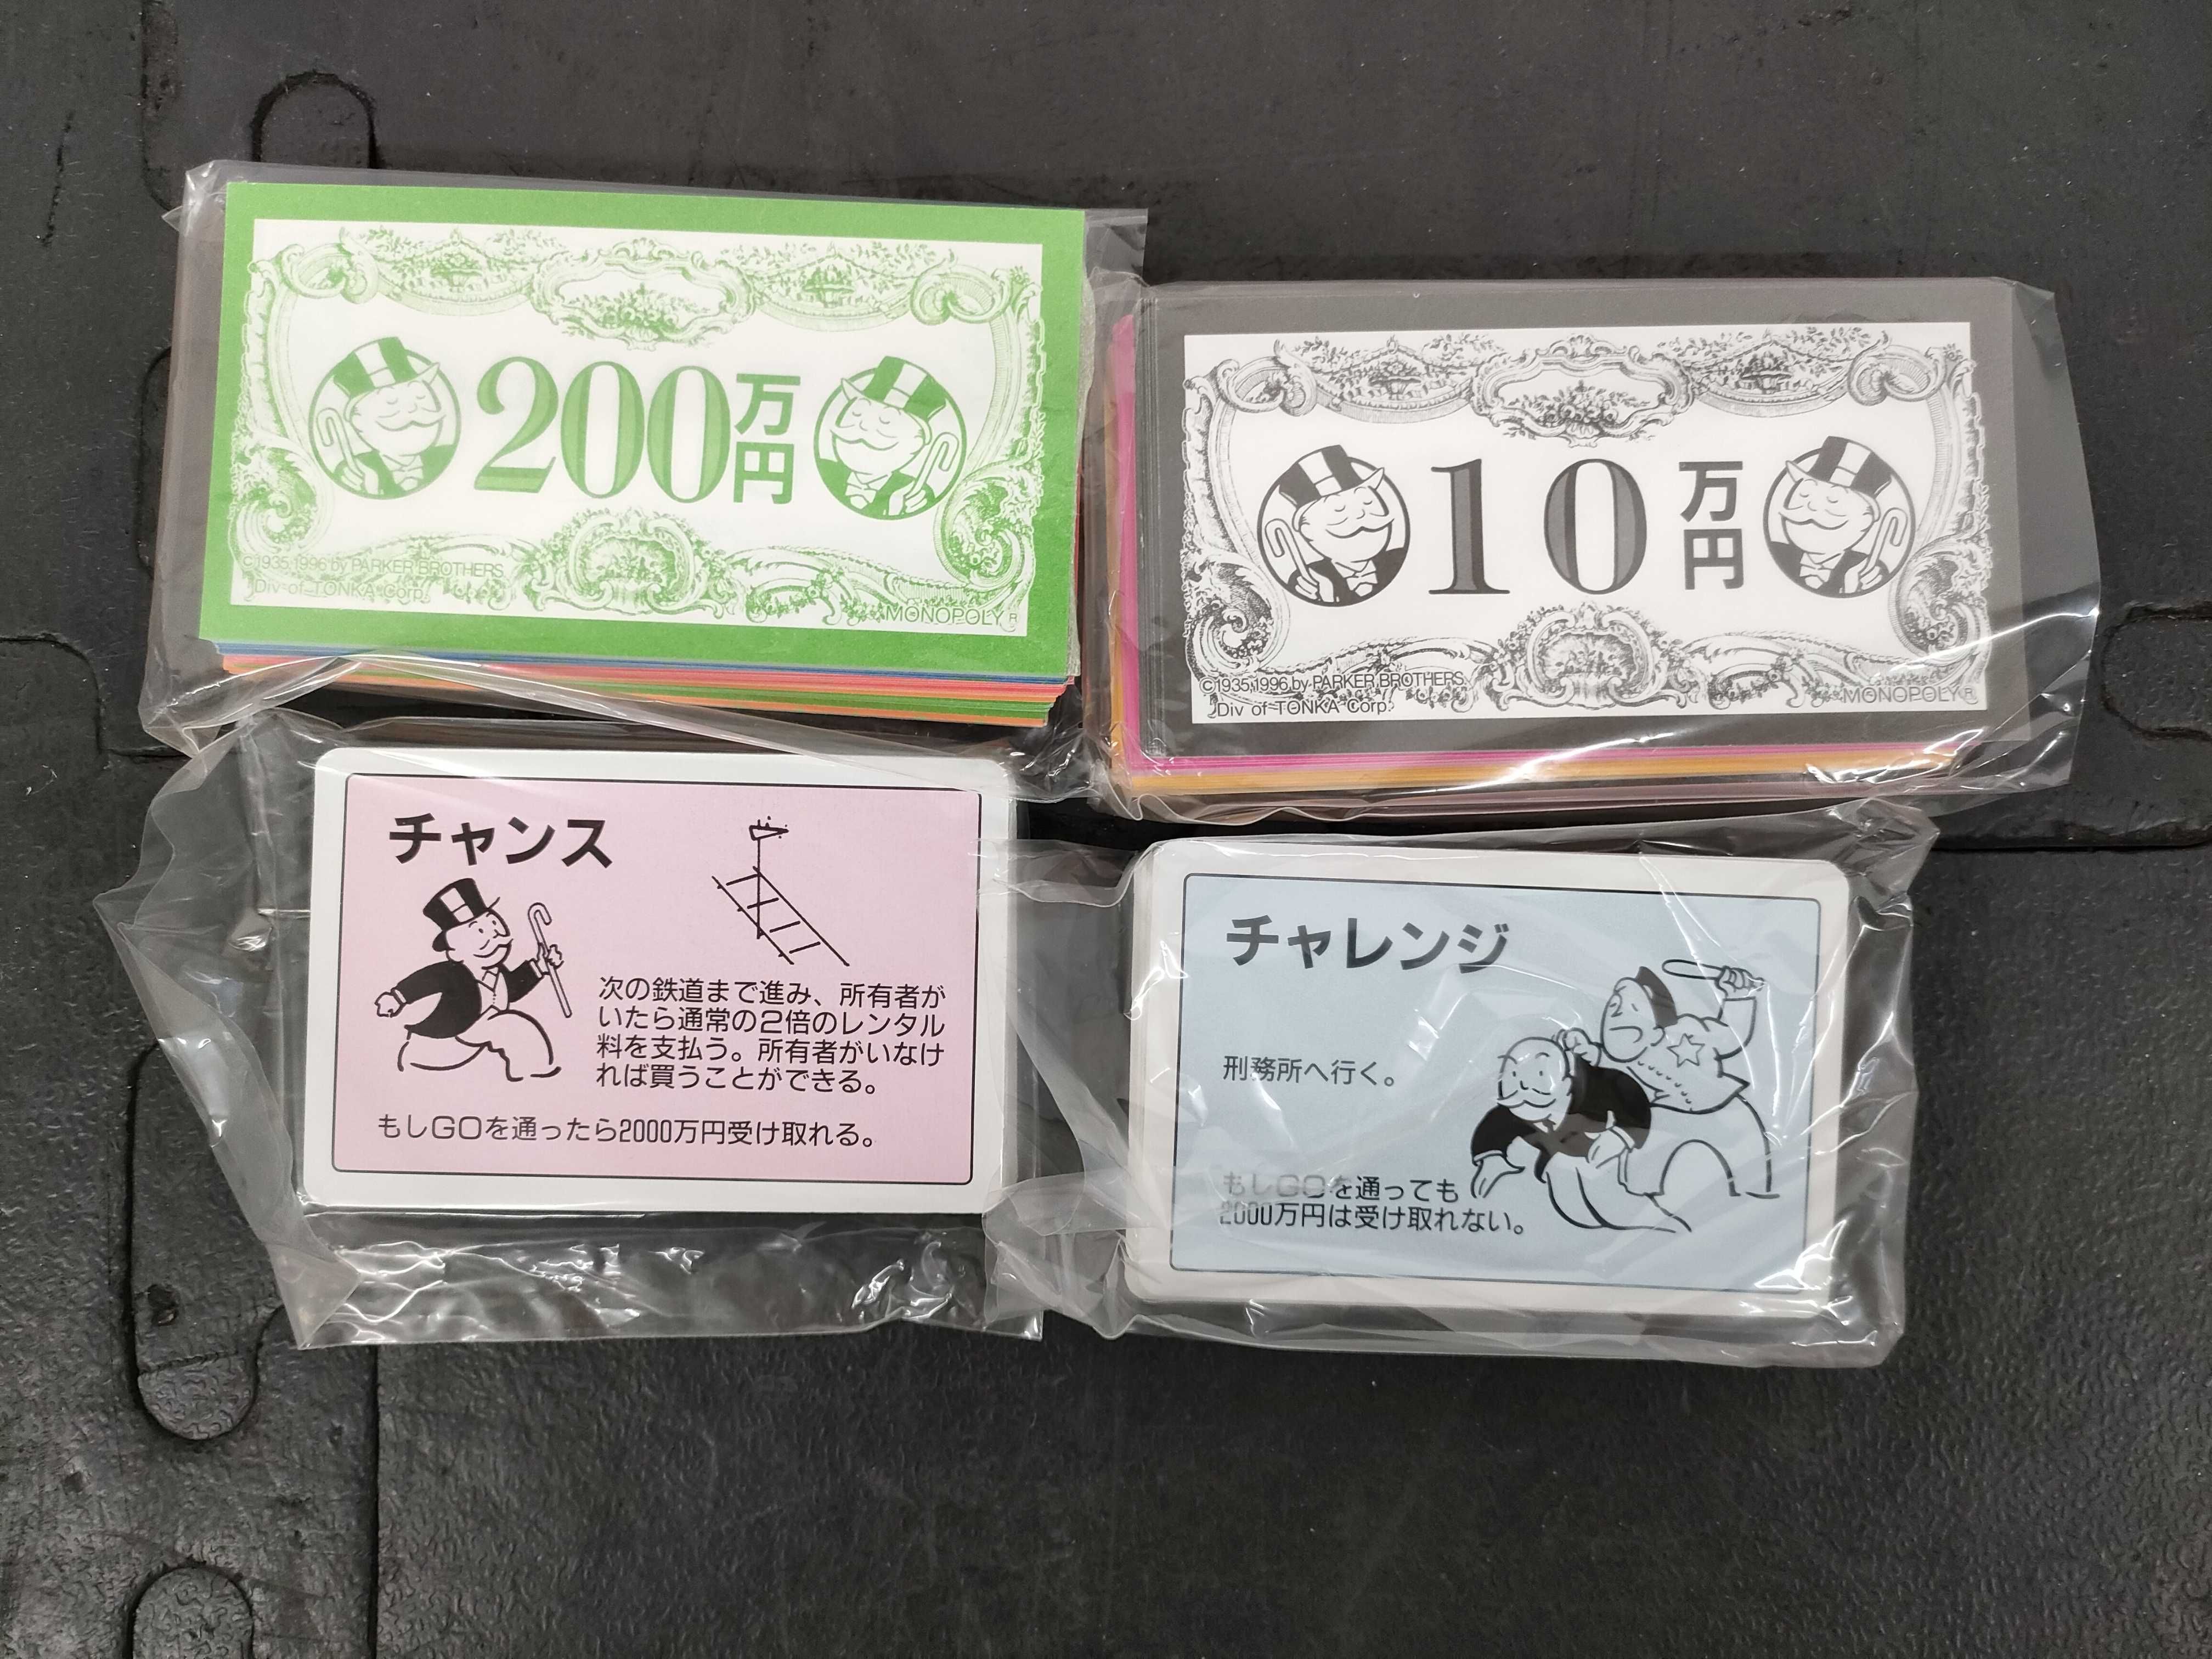 200万円
©1935,1996 by PARKER BROTHERS
Div of TONKA Corp.
MONOPOLY R
10万円
©1935,1996 by PARKER BROTHERS
Div of TONKA Corp.
MONOPOLY R
チャンス
次の鉄道まで進み、所有者が
いたら通常の2倍のレンタル
料を支払う。所有者がいなけ
れば買うことができる。
もしGOを通ったら2000万円受け取れる。
チャレンジ
刑務所へ行く。
もしGOを通っても
2000万円は受け取れない。